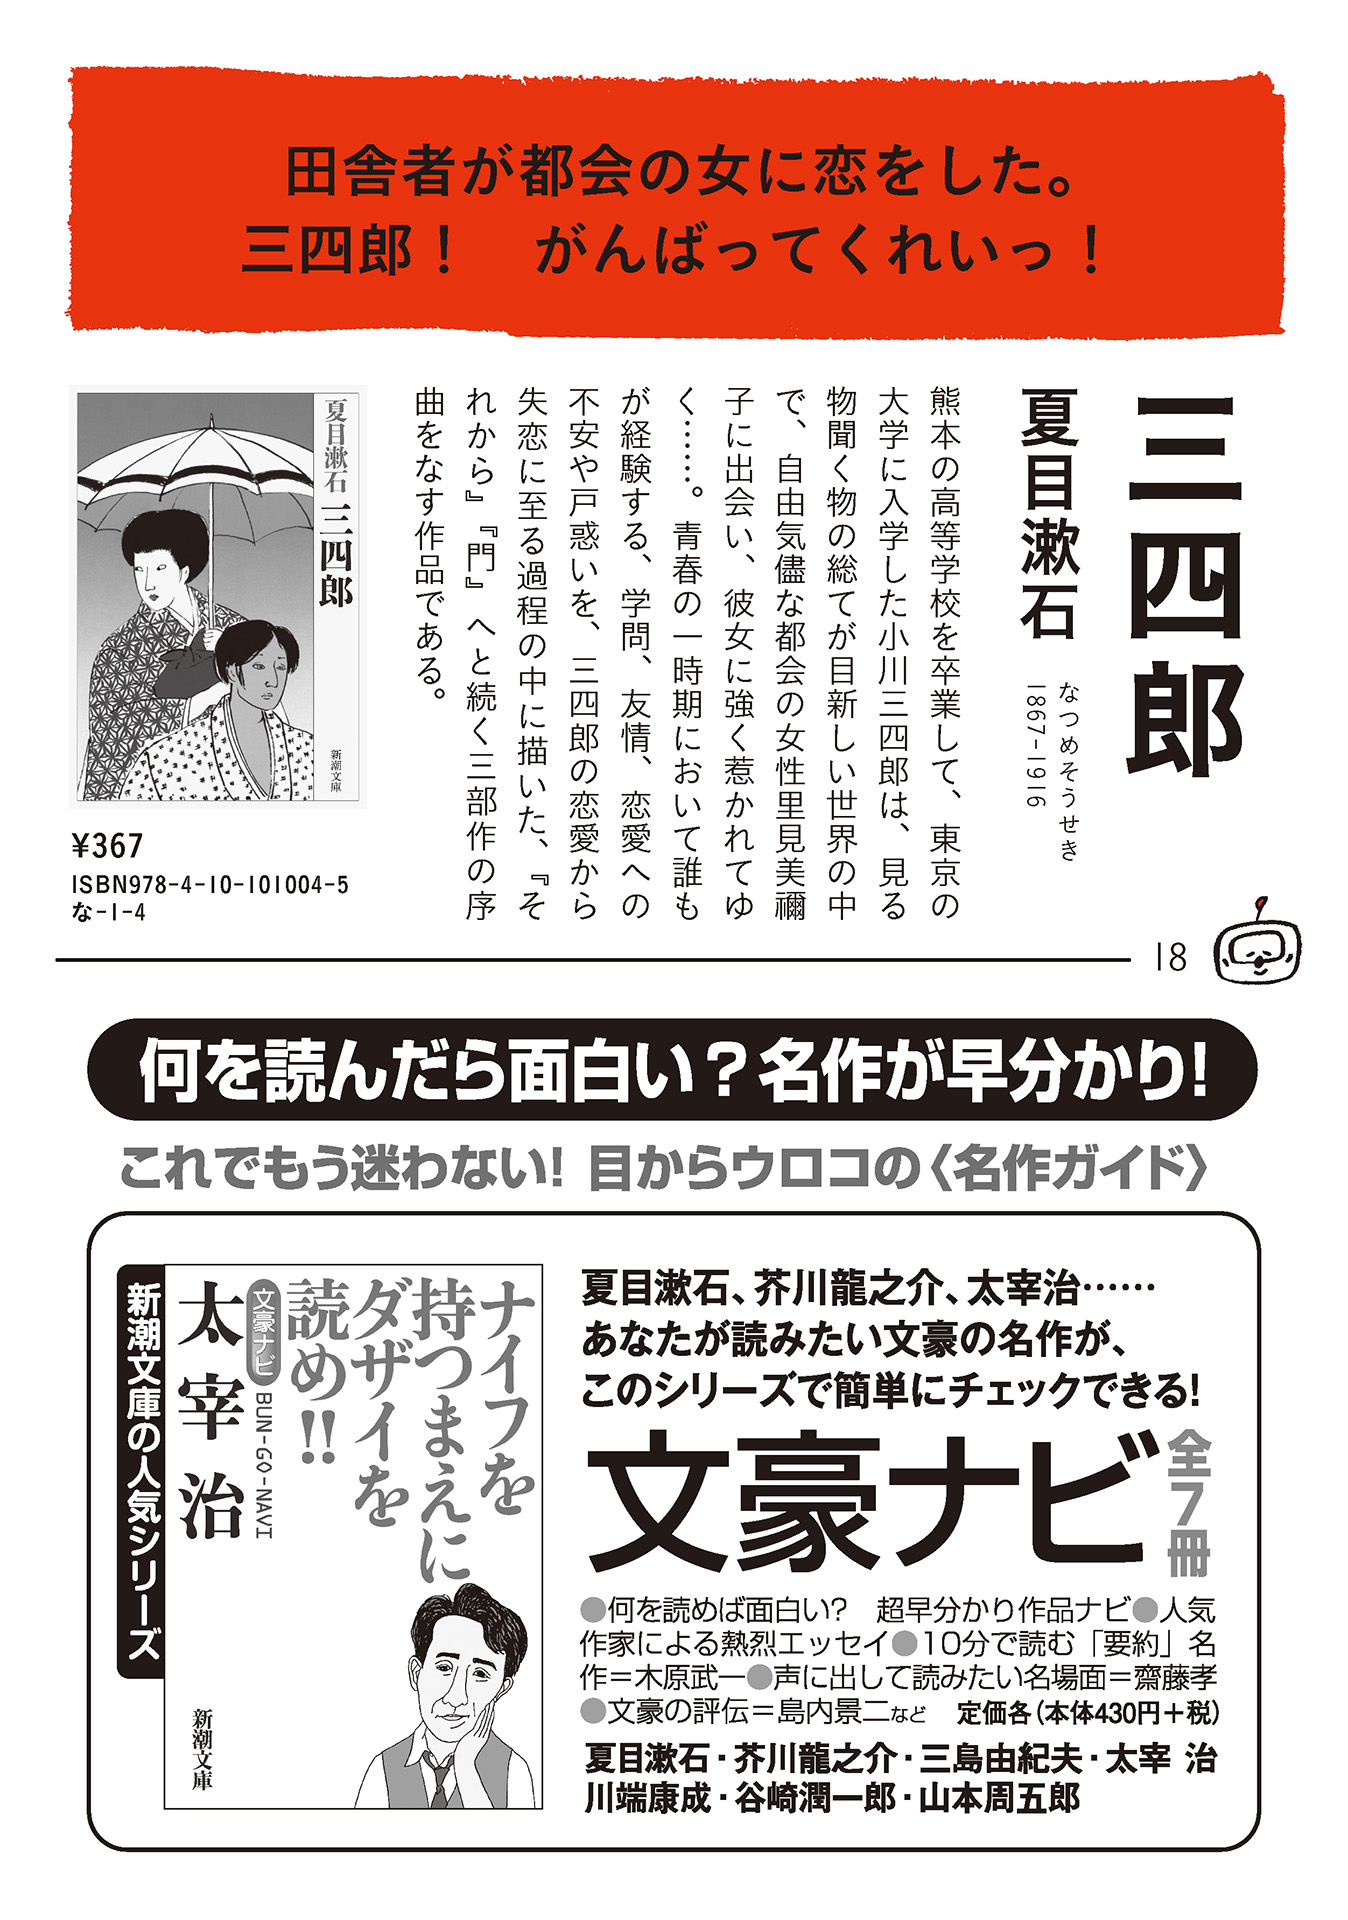 田舎者が都会の女に恋をした。
三四郎！　がんばってくれいっ！
三四郎
夏目漱石
なつめそうせき
1867-1916
熊本の高等学校を卒業して、東京の
大学に入学した小川三四郎は、見る
物聞く物の総てが目新しい世界の中
で、自由気儘な都会の女性里見美禰
子に出会い、彼女に強く惹かれてゆ
く……。青春の一時期において誰も
が経験する、学問、友情、恋愛への
不安や戸惑いを、三四郎の恋愛から
失恋に至る過程の中に描いた、『そ
れから』『門』へと続く三部作の序
曲をなす作品である。
夏目漱石 三四郎
新潮文庫
¥367
ISBN978-4-10-101004-5
な-1-4
18
何を読んだら面白い？名作が早分かり！
これでもう迷わない！ 目からウロコの〈名作ガイド〉
新潮文庫の人気シリーズ
ナイフを
持つまえに
ダザイを
読め!!
文豪ナビ BUN-GO-NAVI
太宰治
新潮文庫
夏目漱石、芥川龍之介、太宰治……
あなたが読みたい文豪の名作が、
このシリーズで簡単にチェックできる！
文豪ナビ 全7冊
●何を読めば面白い？　超早分かり作品ナビ●人気
作家による熱烈エッセイ●10分で読む「要約」名
作＝木原武一●声に出して読みたい名場面＝齋藤孝
●文豪の評伝＝島内景二など　定価各（本体430円＋税）
夏目漱石・芥川龍之介・三島由紀夫・太宰 治
川端康成・谷崎潤一郎・山本周五郎